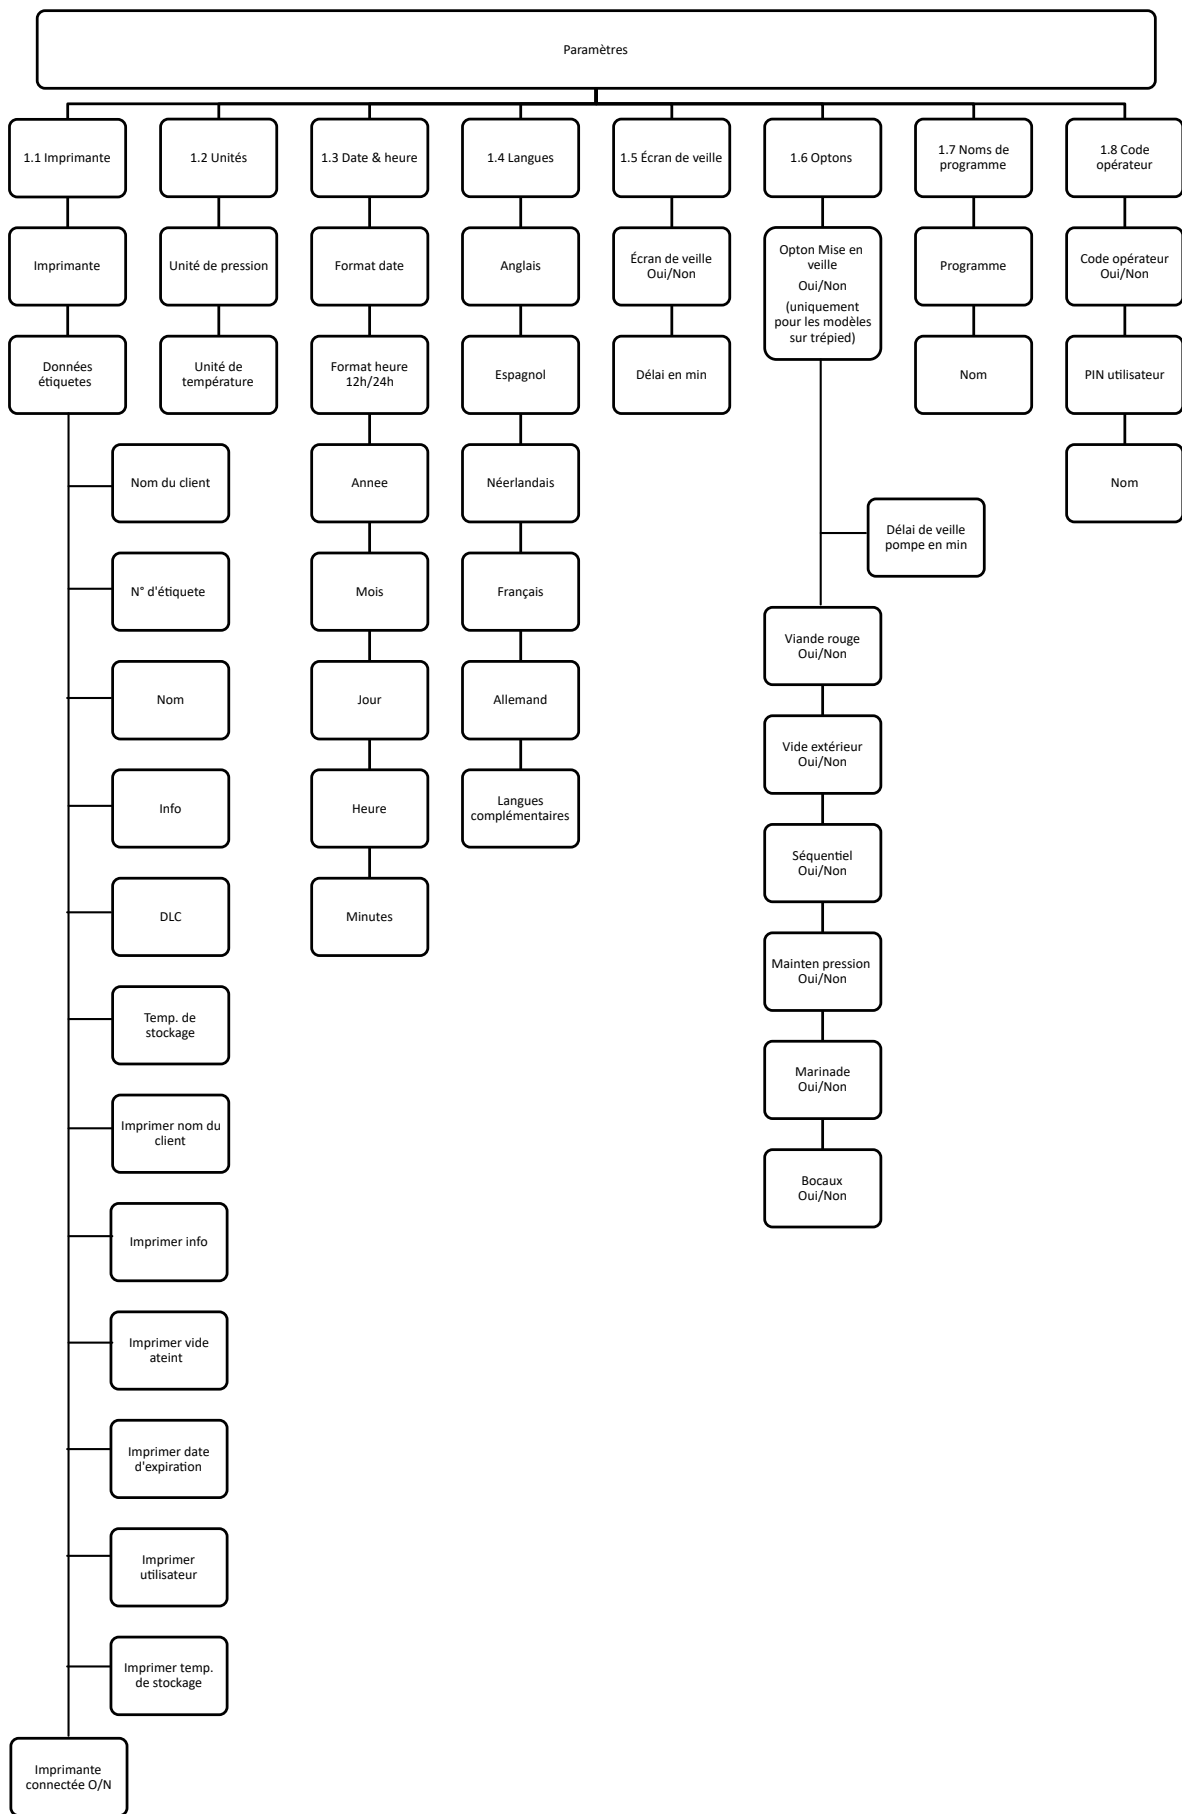 Paramètres
1.1 Imprimante
Imprimante
Données
étiquetes
Nom du client
N° d'étiquete
Nom
Info
DLC
Temp. de
stockage
Imprimer nom du
client
Imprimer info
Imprimer vide
ateint
Imprimer date
d'expiration
Imprimer
utilisateur
Imprimer temp.
de stockage
Imprimante
connectée O/N
1.2 Unités
Unité de pression
Unité de
température
1.3 Date & heure
Format date
Format heure
12h/24h
Annee
Mois
Jour
Heure
Minutes
1.4 Langues
Anglais
Espagnol
Néerlandais
Français
Allemand
Langues
complémentaires
1.5 Écran de veille
Écran de veille
Oui/Non
Délai en min
1.6 Optons
Opton Mise en
veille
Oui/Non
(uniquement
pour les modèles
sur trépied)
Délai de veille
pompe en min
Viande rouge
Oui/Non
Vide extérieur
Oui/Non
Séquentiel
Oui/Non
Mainten pression
Oui/Non
Marinade
Oui/Non
Bocaux
Oui/Non
1.7 Noms de
programme
Programme
Nom
1.8 Code
opérateur
Code opérateur
Oui/Non
PIN utilisateur
Nom